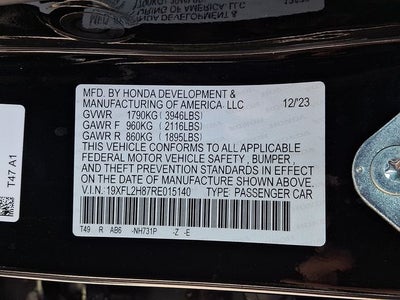 MFD. BY HONDA DEVELOPMENT &
MANUFACTURING OF AMERICA LLC 12/'23
GVWR 1790KG (3946LBS)
GAWR F 960KG (2116LBS)
GAWR R 860KG (1895LBS)
THIS VEHICLE CONFORMS TO ALL APPLICABLE
FEDERAL MOTOR VEHICLE SAFETY , BUMPER ,
AND THEFT PREVENTION STANDARDS IN EFFECT
ON THE DATE OF MANUFACTURE SHOWN ABOVE.
V.I.N. 19XFL2H87RE015140 TYPE PASSENGER CAR
T49 R AB6 -NH731P -Z -E
T47 A1